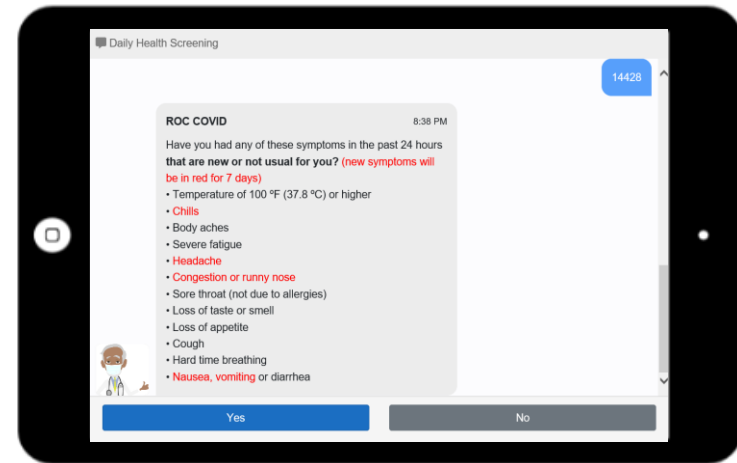 Daily Health Screening
14428
ROC COVID 8:38 PM
Have you had any of these symptoms in the past 24 hours
that are new or not usual for you? (new symptoms will
be in red for 7 days)
• Temperature of 100 ºF (37.8 ºC) or higher
• Chills
• Body aches
• Severe fatigue
• Headache
• Congestion or runny nose
• Sore throat (not due to allergies)
• Loss of taste or smell
• Loss of appetite
• Cough
• Hard time breathing
• Nausea, vomiting or diarrhea
Yes No